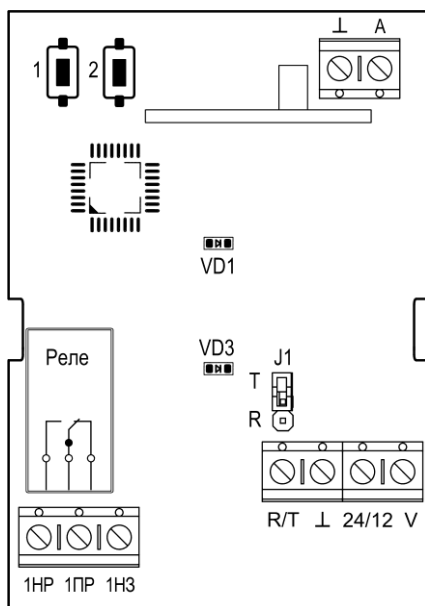 ⊥ A
1 2
VD1
Реле
VD3
J1
T
R
R/T ⊥ 24/12 V
1НР 1ПР 1НЗ